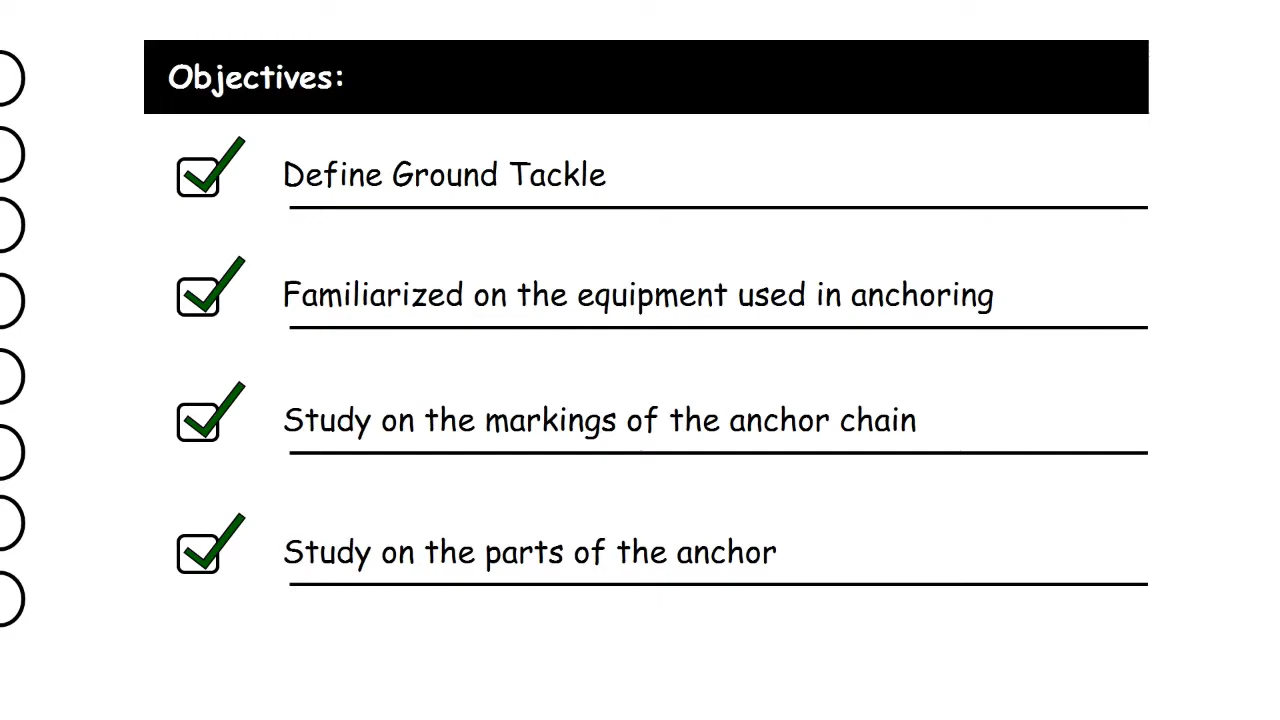 Objectives:
Define Ground Tackle
Familiarized on the equipment used in anchoring
Study on the markings of the anchor chain
Study on the parts of the anchor